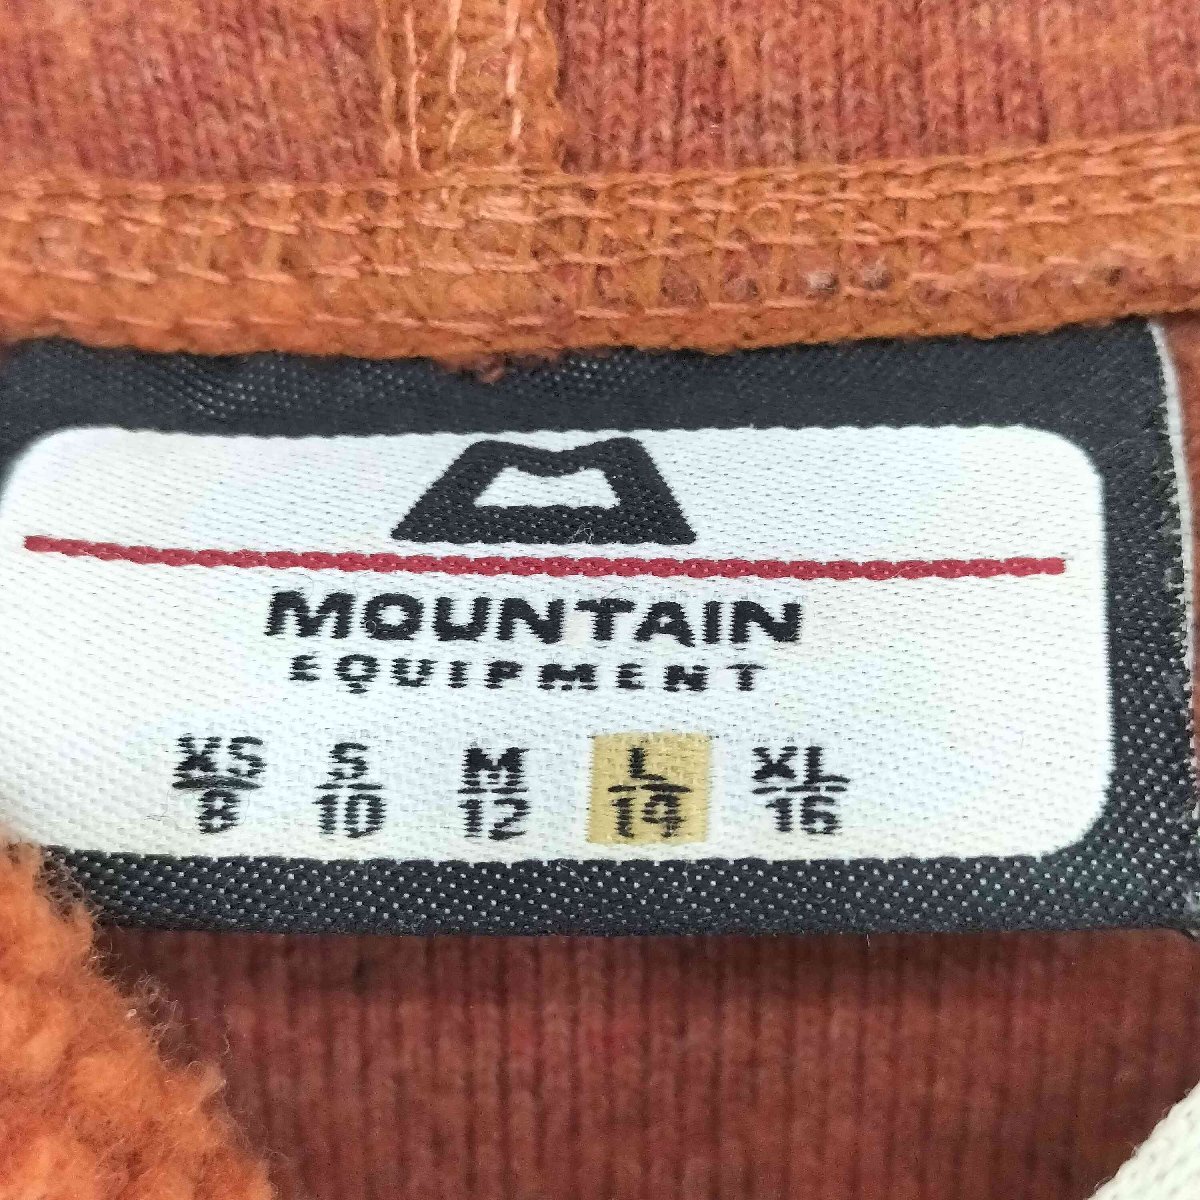 MOUNTAIN
EQUIPMENT
XS S M L XL
8 10 12 14 16